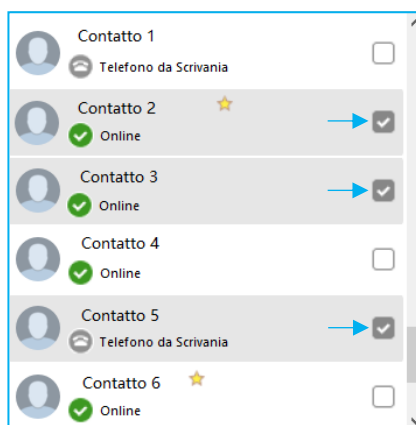 Contatto 1
Telefono da Scrivania
Contatto 2
Online
Contatto 3
Online
Contatto 4
Online
Contatto 5
Telefono da Scrivania
Contatto 6
Online